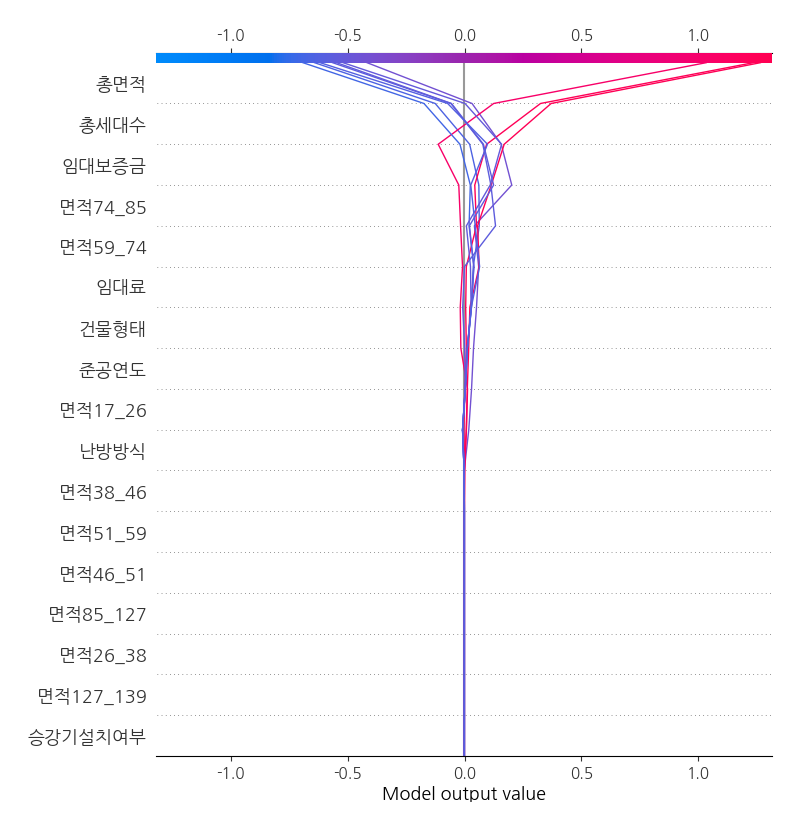 -1.0 -0.5 0.0 0.5 1.0
총면적
총세대수
임대보증금
면적74_85
면적59_74
임대료
건물형태
준공연도
면적17_26
난방방식
면적38_46
면적51_59
면적46_51
면적85_127
면적26_38
면적127_139
승강기설치여부
-1.0 -0.5 0.0 0.5 1.0
Model output value